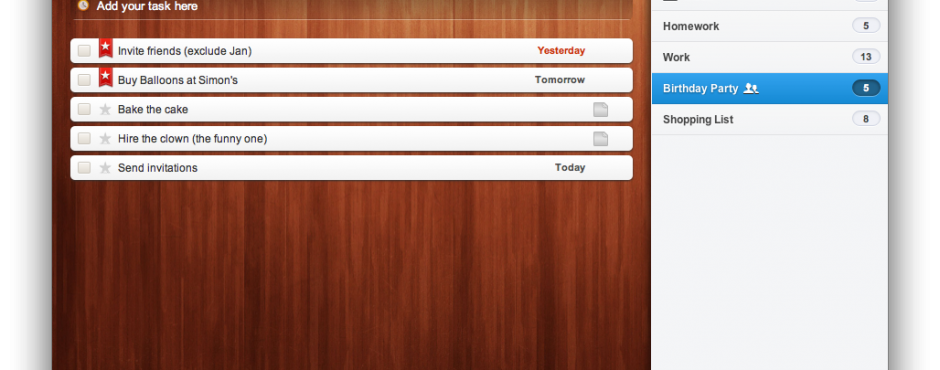 Add your task here
Invite friends (exclude Jan) Yesterday
Buy Balloons at Simon's Tomorrow
Bake the cake
Hire the clown (the funny one)
Send invitations Today
Homework 5
Work 13
Birthday Party 5
Shopping List 8